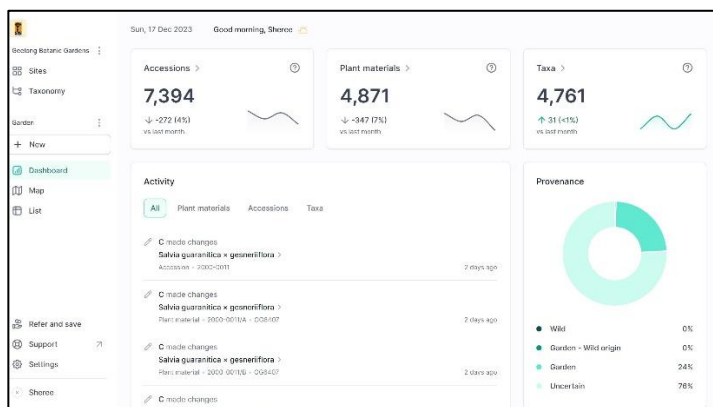 Sun, 17 Dec 2023 Good morning, Sheree
Geelong Botanic Gardens
Sites
Taxonomy
Garden
+ New
Dashboard
Map
List
Refer and save
Support
Settings
Sheree
Accessions >
7,394
↓ -272 (4%)
vs last month
Plant materials >
4,871
↓ -347 (7%)
vs last month
Taxa >
4,761
↑ 31 (<1%)
vs last month
Activity
All Plant materials Accessions Taxa
C made changes
Salvia guaranitica × gesneriiflora >
Accession - 2000-0011 2 days ago
C made changes
Salvia guaranitica × gesneriiflora >
Plant material - 2000-0011/A - GG8407 2 days ago
C made changes
Salvia guaranitica × gesneriiflora >
Plant material - 2000-0011/B - GG8407 2 days ago
C made changes
Provenance
Wild 0%
Garden - Wild origin 0%
Garden 24%
Uncertain 76%